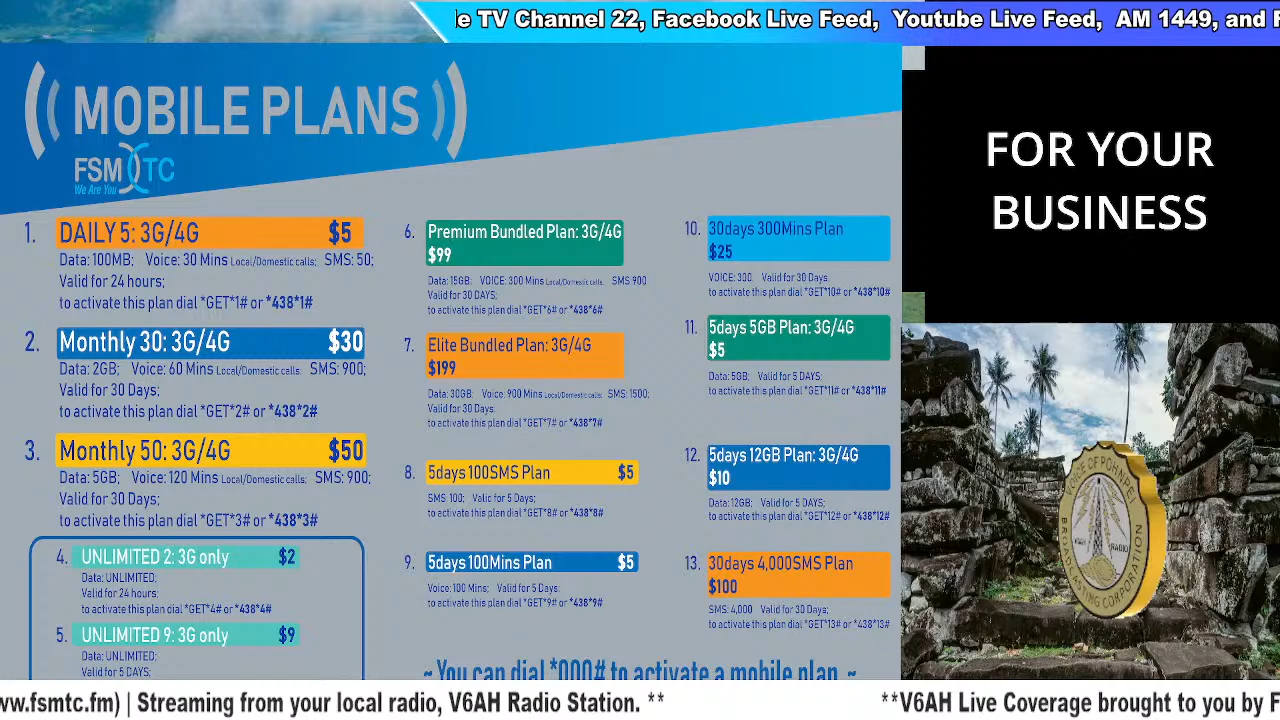 e TV Channel 22, Facebook Live Feed, Youtube Live Feed, AM 1449, and
MOBILE PLANS
FSMTC
We Are You
1. DAILY 5: 3G/4G $5
Data: 100MB; Voice: 30 Mins Local/Domestic calls; SMS: 50;
Valid for 24 hours;
to activate this plan dial *GET*1# or *438*1#
2. Monthly 30: 3G/4G $30
Data: 2GB; Voice: 60 Mins Local/Domestic calls; SMS: 900;
Valid for 30 Days;
to activate this plan dial *GET*2# or *438*2#
3. Monthly 50: 3G/4G $50
Data: 5GB; Voice: 120 Mins Local/Domestic calls; SMS: 900;
Valid for 30 Days;
to activate this plan dial *GET*3# or *438*3#
4. UNLIMITED 2: 3G only $2
Data: UNLIMITED;
Valid for 24 hours;
to activate this plan dial *GET*4# or *438*4#
5. UNLIMITED 9: 3G only $9
Data: UNLIMITED;
Valid for 5 DAYS;
6. Premium Bundled Plan: 3G/4G
$99
Data: 15GB; VOICE: 300 Mins Local/Domestic calls; SMS 900
Valid for 30 DAYS;
to activate this plan dial *GET*6# or *438*6#
7. Elite Bundled Plan: 3G/4G
$199
Data: 30GB; Voice: 900 Mins Local/Domestic calls; SMS: 1500;
Valid for 30 Days;
to activate this plan dial *GET*7# or *438*7#
8. 5days 100SMS Plan $5
SMS 100; Valid for 5 Days;
to activate this plan dial *GET*8# or *438*8#
9. 5days 100Mins Plan $5
Voice: 100 Mins; Valid for 5 Days;
to activate this plan dial *GET*9# or *438*9#
10. 30days 300Mins Plan
$25
VOICE: 300 Valid for 30 Days;
to activate this plan dial *GET*10# or *438*10#
11. 5days 5GB Plan: 3G/4G
$5
Data: 5GB; Valid for 5 DAYS;
to activate this plan dial *GET*11# or *438*11#
12. 5days 12GB Plan: 3G/4G
$10
Data: 12GB; Valid for 5 DAYS;
to activate this plan dial *GET*12# or *438*12#
13. 30days 4,000SMS Plan
$100
SMS: 4,000 Valid for 30 Days;
to activate this plan dial *GET*13# or *438*13#
~ You can dial *000# to activate a mobile plan ~
FOR YOUR
BUSINESS
VOICE OF POHNPEI
RADIO
BROADCASTING CORPORATION
ww.fsmtc.fm) | Streaming from your local radio, V6AH Radio Station. ** **V6AH Live Coverage brought to you by F